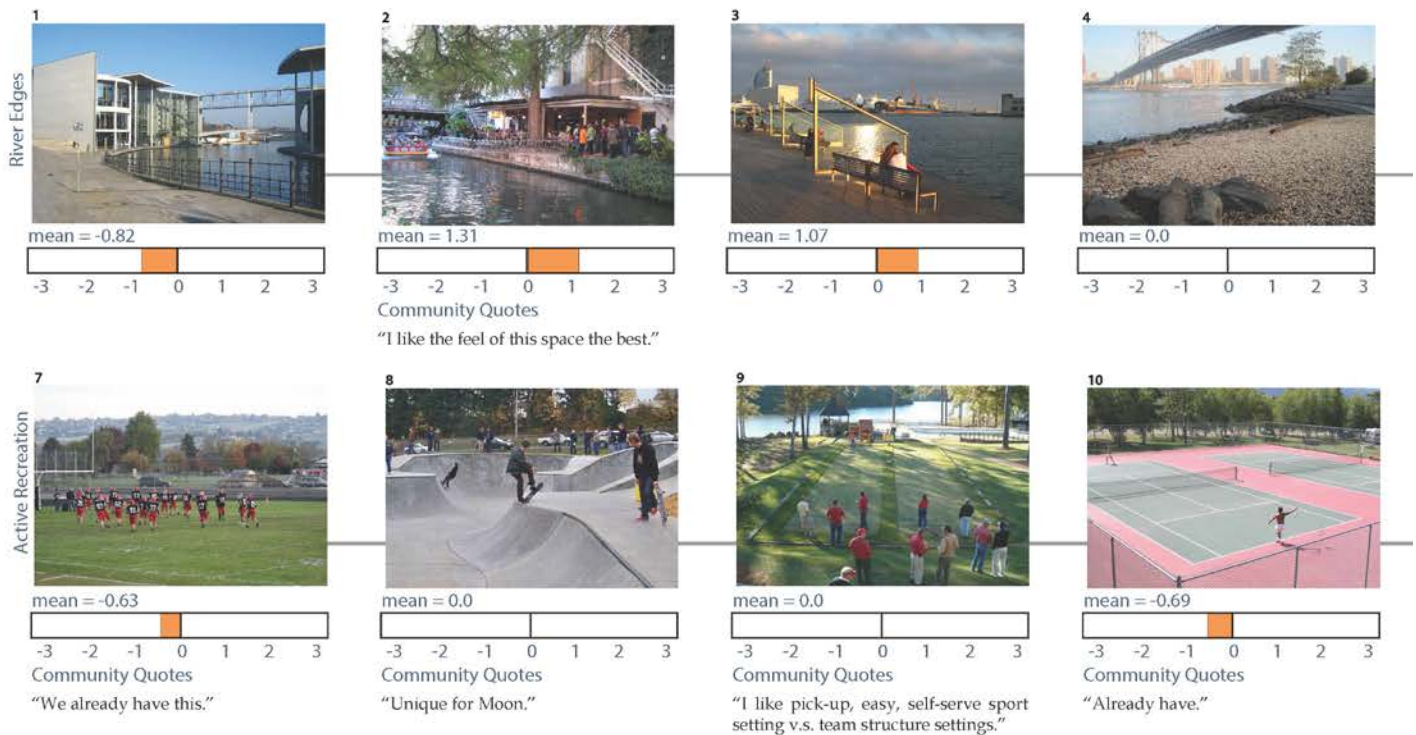 1
2
3
4
River Edges
mean = -0.82
mean = 1.31
mean = 1.07
mean = 0.0
-3 -2 -1 0 1 2 3
-3 -2 -1 0 1 2 3
-3 -2 -1 0 1 2 3
-3 -2 -1 0 1 2 3
Community Quotes
“I like the feel of this space the best.”
7
8
9
10
Active Recreation
mean = -0.63
mean = 0.0
mean = 0.0
mean = -0.69
-3 -2 -1 0 1 2 3
-3 -2 -1 0 1 2 3
-3 -2 -1 0 1 2 3
-3 -2 -1 0 1 2 3
Community Quotes
“We already have this.”
Community Quotes
“Unique for Moon.”
Community Quotes
“I like pick-up, easy, self-serve sport
setting v.s. team structure settings.”
Community Quotes
“Already have.”